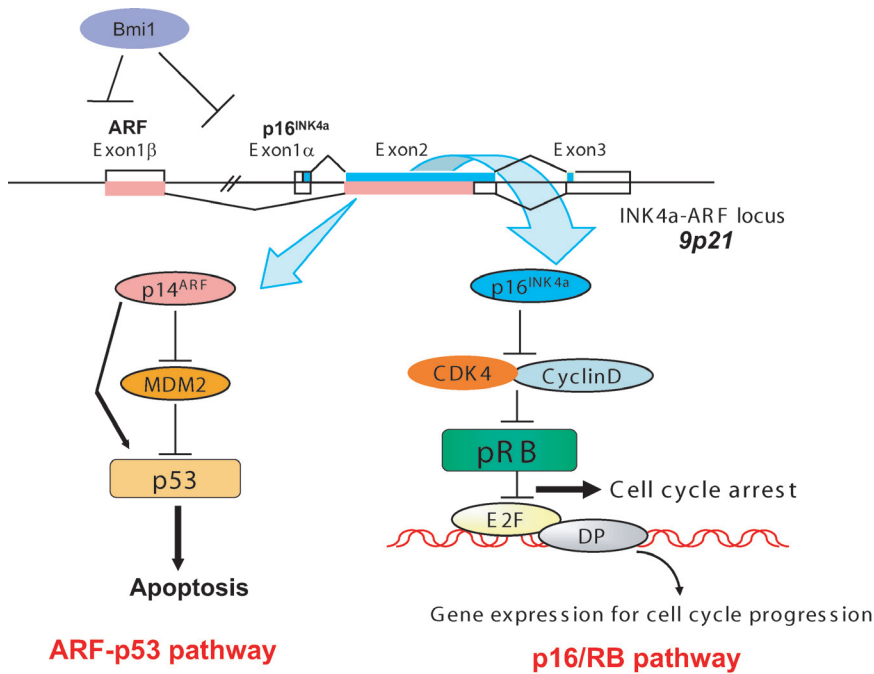 Bmi1
ARF
Exon1β
p16INK4a
Exon1α
Exon2
Exon3
INK4a-ARF locus
9p21
p14ARF
p16INK4a
MDM2
CDK4
CyclinD
p53
pRB
Cell cycle arrest
E2F
DP
Apoptosis
Gene expression for cell cycle progression
ARF-p53 pathway
p16/RB pathway